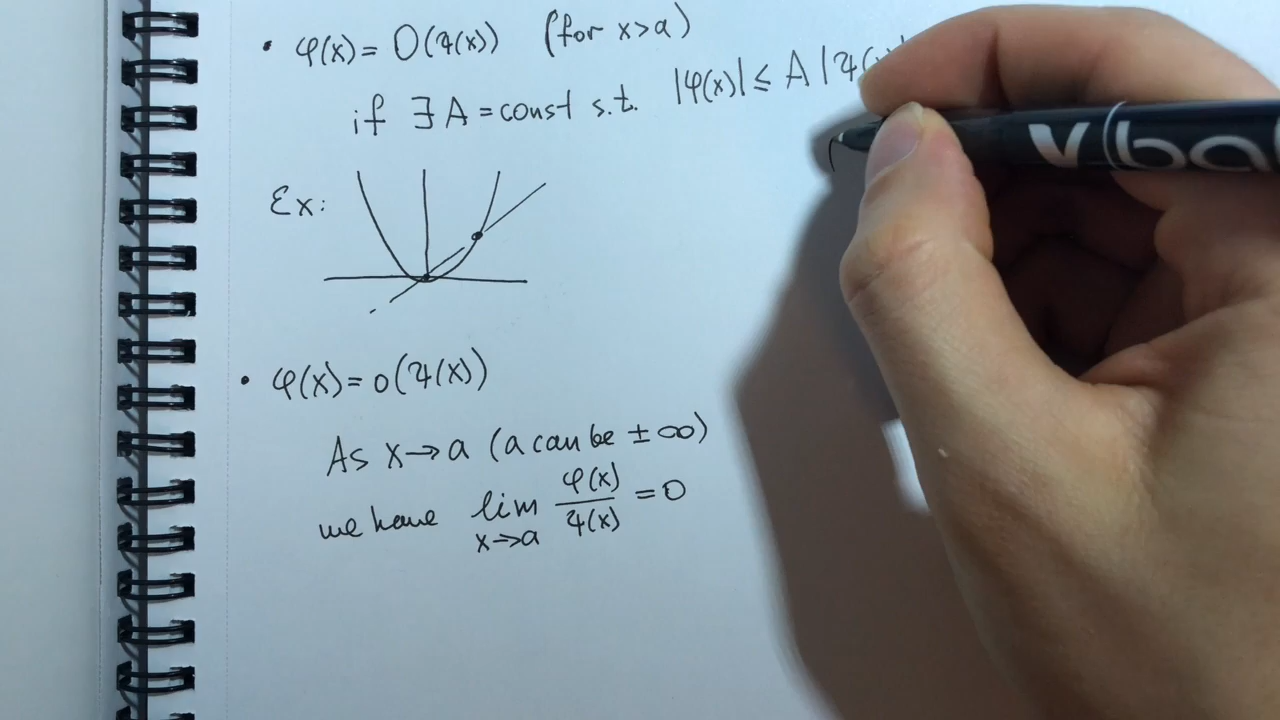 • φ(x) = O(Ψ(x)) (for x>a)
if ∃ A = const s.t. |φ(x)| ≤ A |Ψ(x)
Ex:
• φ(x) = o(Ψ(x))
As x→a (a can be ± ∞)
we have lim x→a φ(x)/Ψ(x) = 0